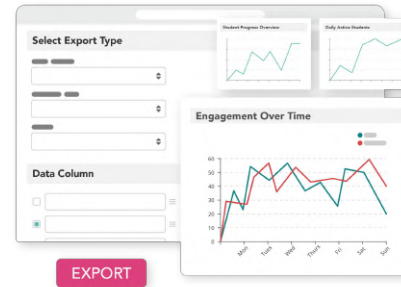 Select Export Type
Student Progress Overview
Daily Active Students
Engagement Over Time
60
50
40
30
20
10
0
Mon
Tues
Wed
Thurs
Fri
Sat
Sun
Data Column
EXPORT